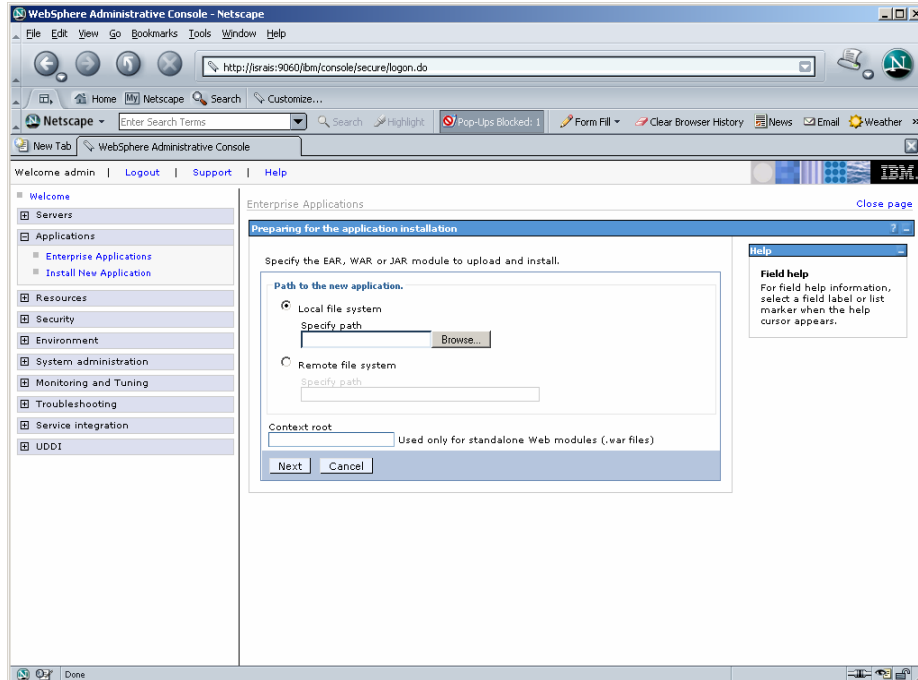 WebSphere Administrative Console - Netscape
File Edit View Go Bookmarks Tools Window Help
http://israis:9060/ibm/console/secure/logon.do
Home My Netscape Search Customize...
Netscape Enter Search Terms Search Highlight Pop-Ups Blocked: 1 Form Fill Clear Browser History News Email Weather »
New Tab WebSphere Administrative Console
Welcome admin | Logout | Support | Help IBM.
Welcome
Servers
Applications
Enterprise Applications
Install New Application
Resources
Security
Environment
System administration
Monitoring and Tuning
Troubleshooting
Service integration
UDDI
Enterprise Applications Close page
Preparing for the application installation ? -
Specify the EAR, WAR or JAR module to upload and install.
Path to the new application.
Local file system
Specify path
Browse...
Remote file system
Specify path
Context root
Used only for standalone Web modules (.war files)
Next Cancel
Help -
Field help
For field help information,
select a field label or list
marker when the help
cursor appears.
Done